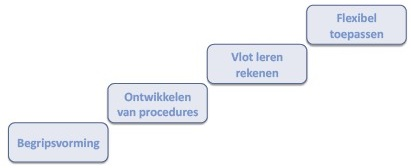 Flexibel
toepassen
Vlot leren
rekenen
Ontwikkelen
van procedures
Begripsvorming